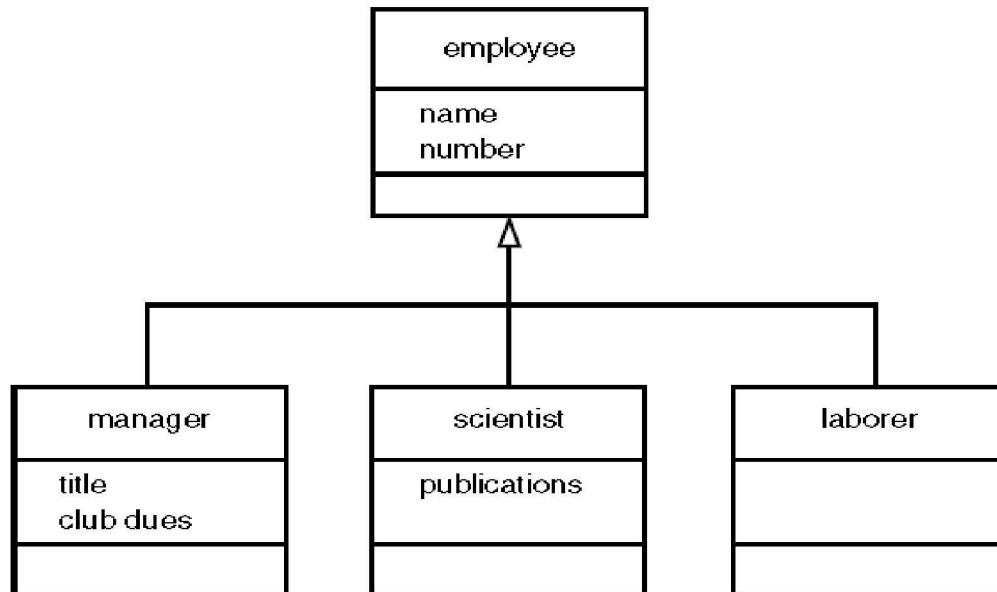 employee
name
number
manager
scientist
laborer
title
club dues
publications